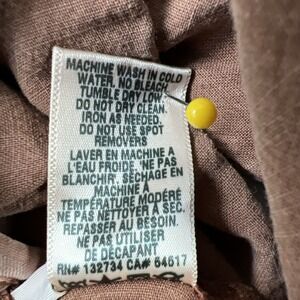 MACHINE WASH IN COLD
WATER, NO BLEACH,
TUMBLE DRY LOW.
DO NOT DRY CLEAN.
IRON AS NEEDED.
DO NOT USE SPOT
REMOVERS
LAVER EN MACHINE A
L'EAU FROIDE. NE PAS
BLANCHIR, SÉCHAGE EN
MACHINE A
TEMPÉRATURE MODÉRÉ
NE PAS NETTOYER A SEC.
REPASSER AU BESOIN.
NE PAS UTILISER
DE DÉCAPANT
RN# 132734 CA# 64617